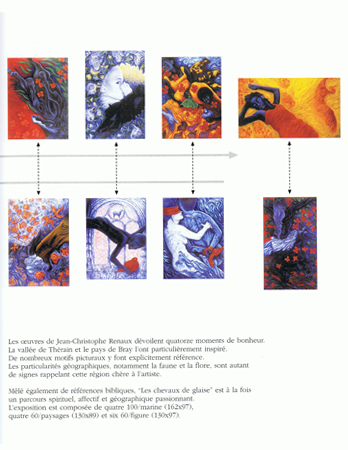 Les œuvres de Jean-Christophe Renaux dévoilent quatorze moments de bonheur.
La vallée de Thérain et le pays de Bray l'ont particulièrement inspiré.
De nombreux motifs picturaux y font explicitement référence.
Les particularités géographiques, notamment la faune et la flore, sont autant
de signes rappelant cette région chère à l'artiste.
Mêlé également de références bibliques, "Les chevaux de glaise" est à la fois
un parcours spirituel, affectif et géographique passionnant.
L'exposition est composée de quatre 100/marine (162x97),
quatre 60/paysages (130x89) et six 60/figure (130x97).